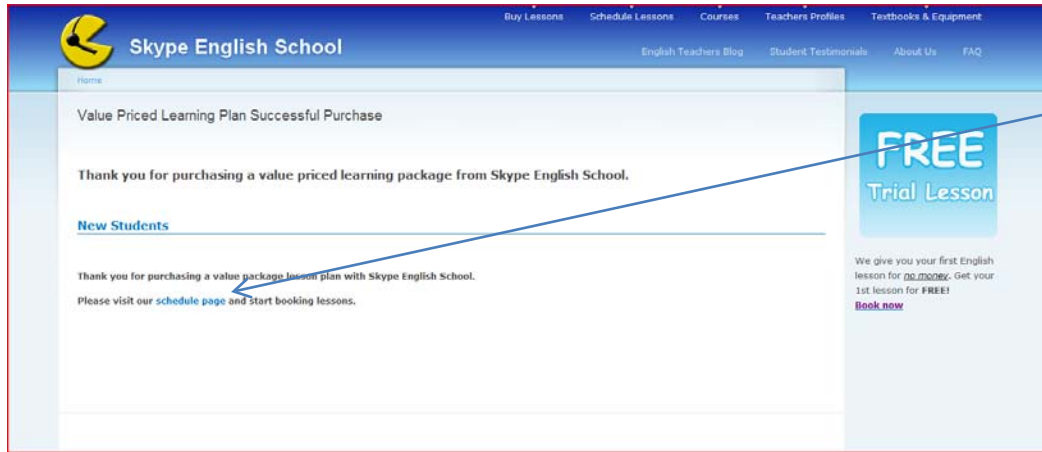 Buy Lessons Schedule Lessons Courses Teachers Profiles Textbooks & Equipment
Skype English School
English Teachers Blog Student Testimonials About Us FAQ
Home
Value Priced Learning Plan Successful Purchase
Thank you for purchasing a value priced learning package from Skype English School.
New Students
Thank you for purchasing a value package lesson plan with Skype English School.
Please visit our schedule page and start booking lessons.
FREE
Trial Lesson
We give you your first English
lesson for no money. Get your
1st lesson for FREE!
Book now